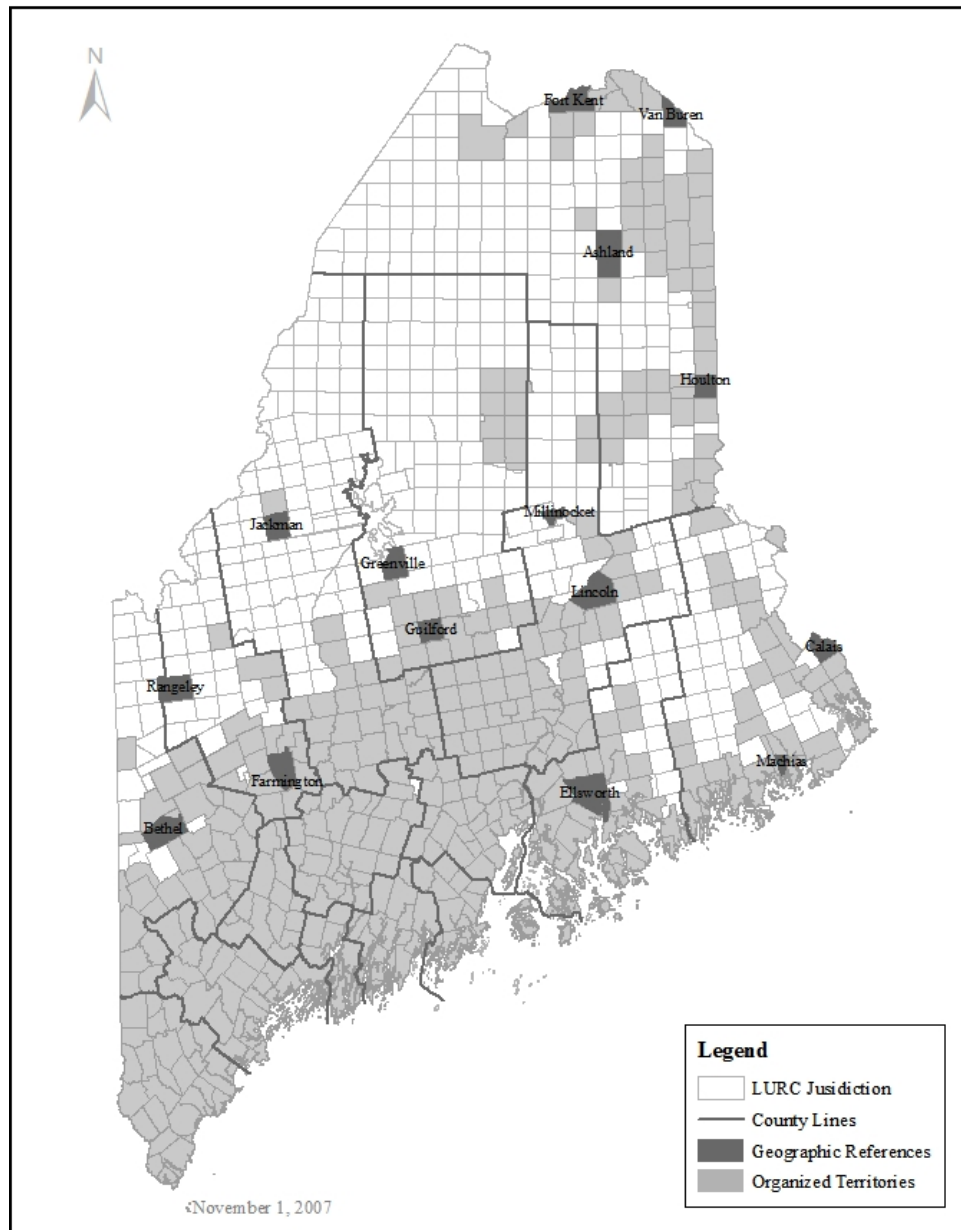 N
Fort Kent
Van Buren
Ashland
Houlton
Millinocket
Jackman
Greenville
Lincoln
Guilford
Calais
Rangeley
Machias
Farmington
Ellsworth
Bethel
Legend
LURC Jusidiction
County Lines
Geographic References
Organized Territories
November 1, 2007